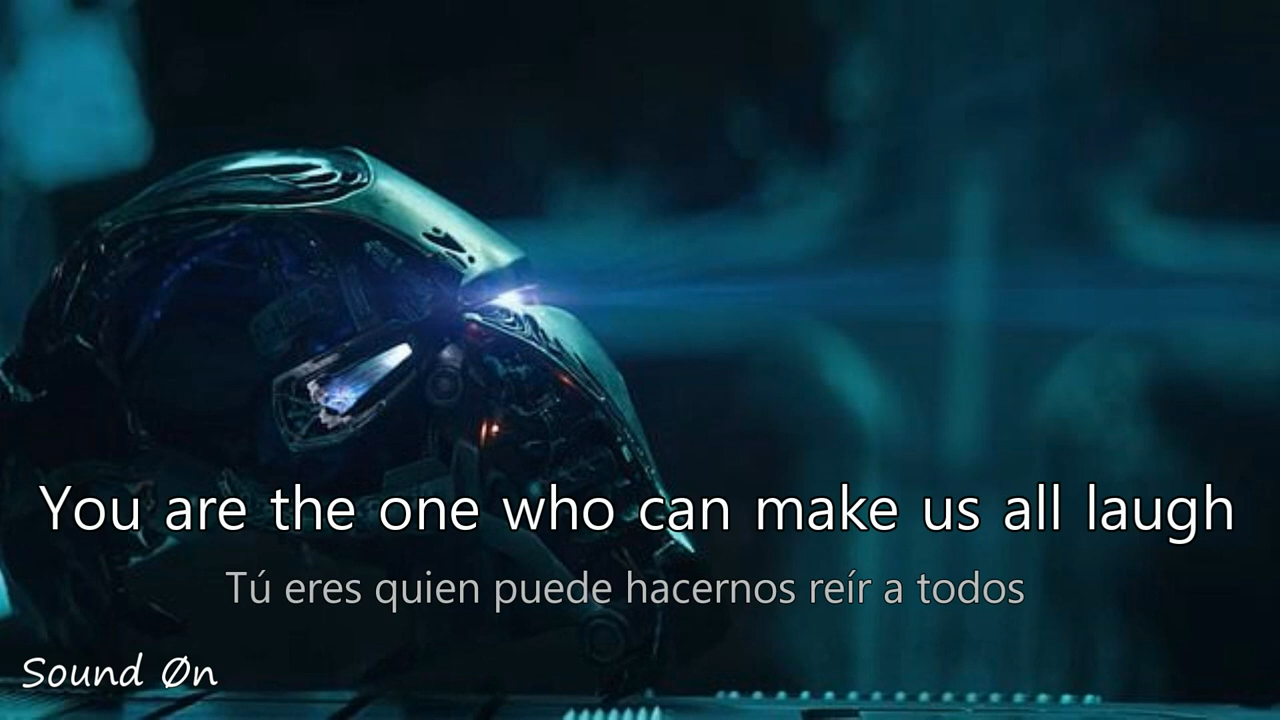 You are the one who can make us all laugh
Tú eres quien puede hacernos reír a todos
Sound Øn